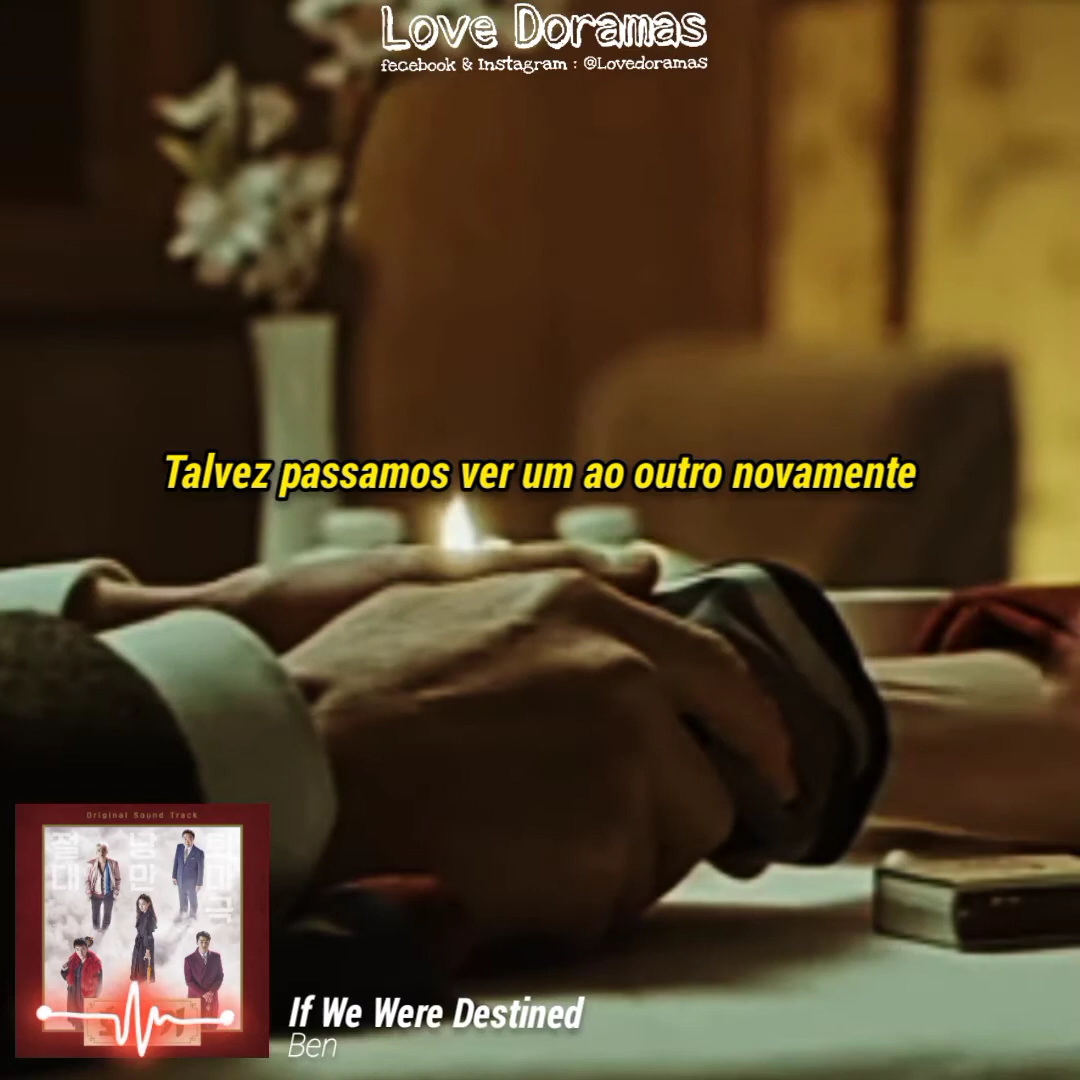 Love Doramas
fecebook & Instagram : @Lovedoramas
Talvez passamos ver um ao outro novamente
Original Sound Track
If We Were Destined
Ben